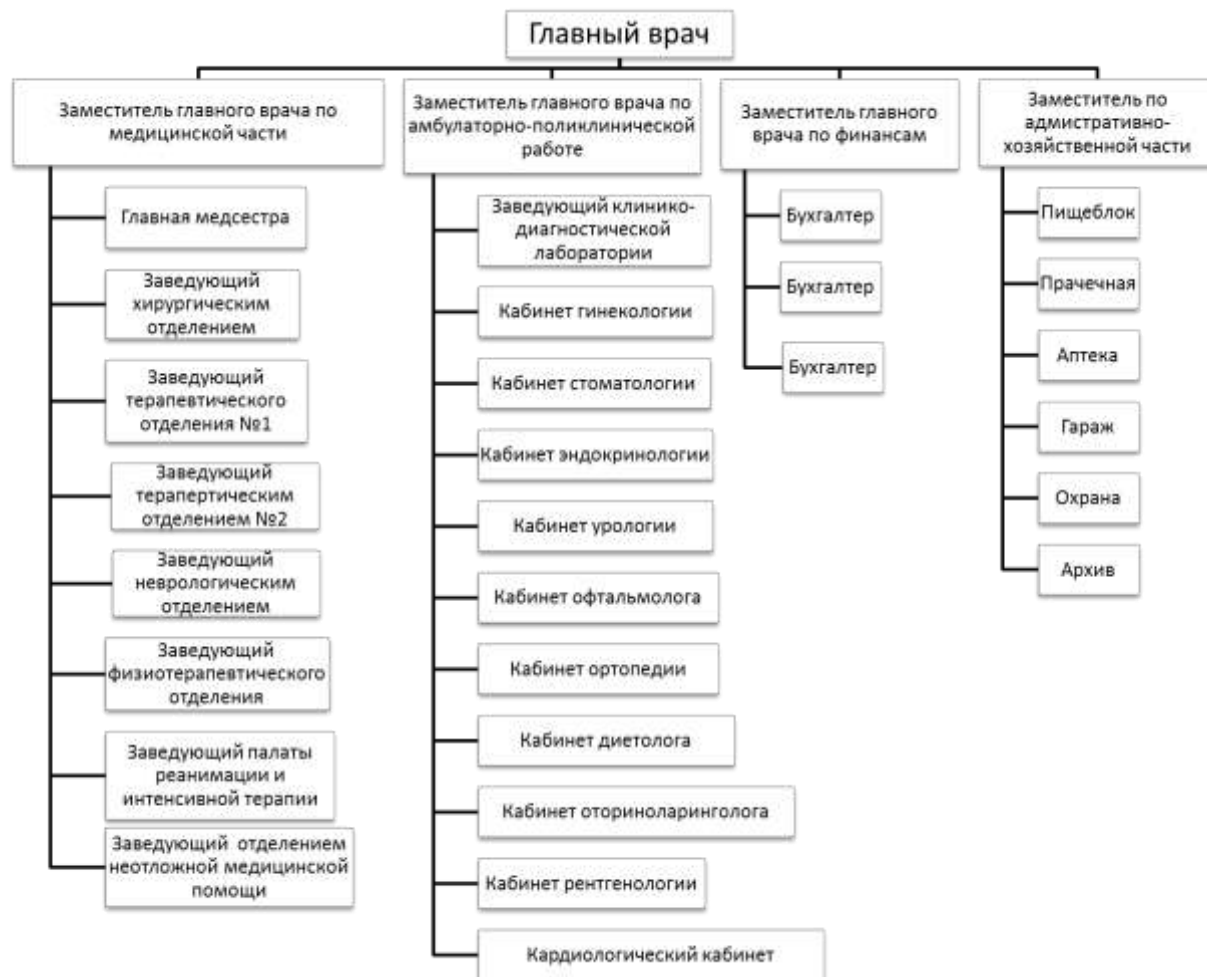 Главный врач
Заместитель главного врача по
медицинской части
Главная медсестра
Заведующий
хирургическим
отделением
Заведующий
терапевтического
отделения №1
Заведующий
терапертическим
отделением №2
Заведующий
неврологическим
отделением
Заведующий
физиотерапевтического
отделения
Заведующий палаты
реанимации и
интенсивной терапии
Заведующий отделением
неотложной медицинской
помощи
Заместитель главного врача по
амбулаторно-поликлинической
работе
Заведующий клинико-
диагностической
лаборатории
Кабинет гинекологии
Кабинет стоматологии
Кабинет эндокринологии
Кабинет урологии
Кабинет офтальмолога
Кабинет ортопедии
Кабинет диетолога
Кабинет оториноларинголога
Кабинет рентгенологии
Кардиологический кабинет
Заместитель главного
врача по финансам
Бухгалтер
Бухгалтер
Бухгалтер
Заместитель по
адмистративно-
хозяйственной части
Пищеблок
Прачечная
Аптека
Гараж
Охрана
Архив